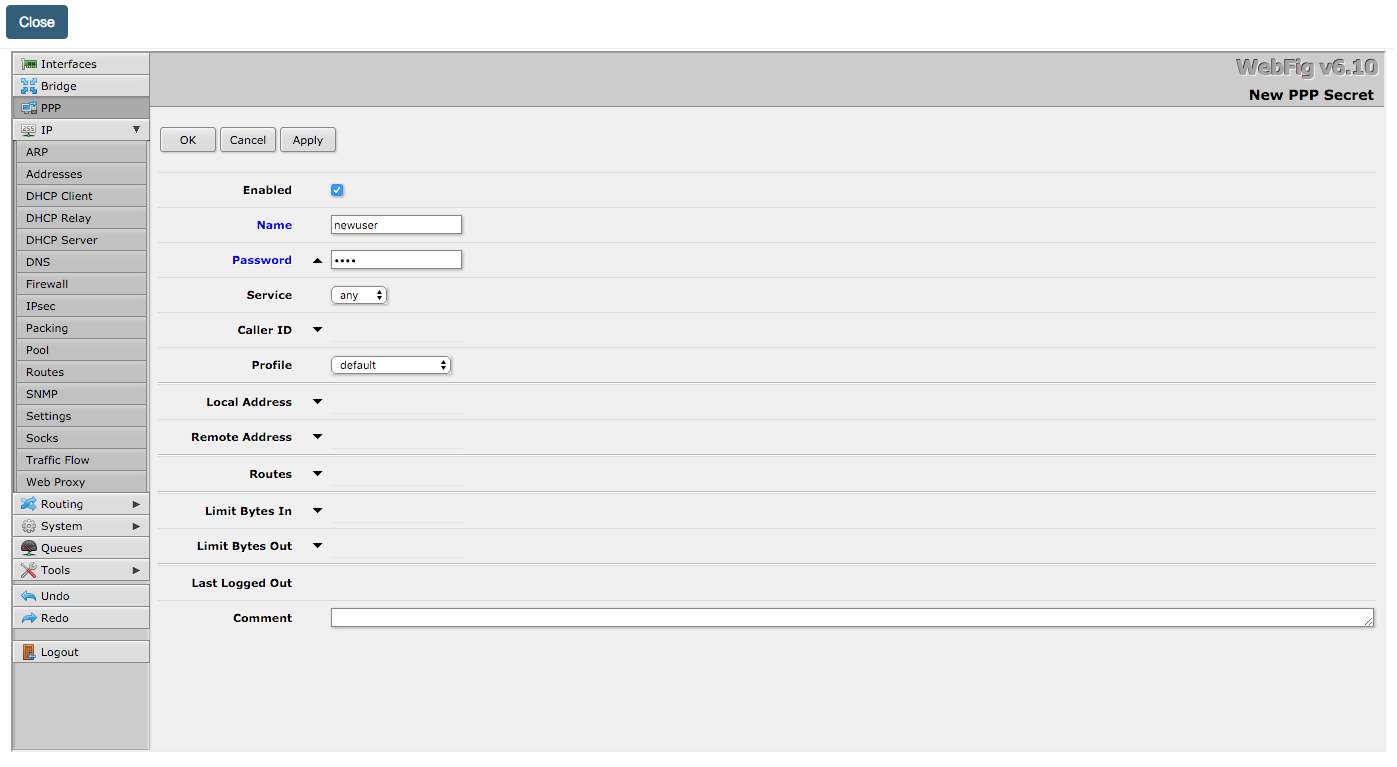 Close
WebFig v6.10
New PPP Secret
Interfaces
Bridge
PPP
IP
ARP
Addresses
DHCP Client
DHCP Relay
DHCP Server
DNS
Firewall
IPsec
Packing
Pool
Routes
SNMP
Settings
Socks
Traffic Flow
Web Proxy
Routing
System
Queues
Tools
Undo
Redo
Logout
OK Cancel Apply
Enabled
Name newuser
Password ••••
Service any
Caller ID
Profile default
Local Address
Remote Address
Routes
Limit Bytes In
Limit Bytes Out
Last Logged Out
Comment